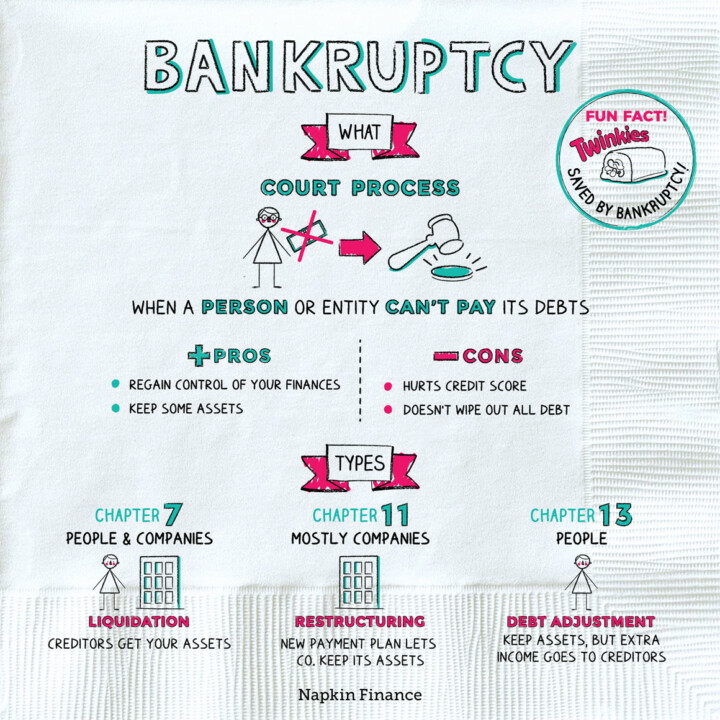 BANKRUPTCY
FUN FACT!
Twinkies
SAVED BY BANKRUPTCY!
WHAT
COURT PROCESS
WHEN A PERSON OR ENTITY CAN'T PAY ITS DEBTS
+ PROS
• REGAIN CONTROL OF YOUR FINANCES
• KEEP SOME ASSETS
− CONS
• HURTS CREDIT SCORE
• DOESN'T WIPE OUT ALL DEBT
TYPES
CHAPTER 7
PEOPLE & COMPANIES
LIQUIDATION
CREDITORS GET YOUR ASSETS
CHAPTER 11
MOSTLY COMPANIES
RESTRUCTURING
NEW PAYMENT PLAN LETS
CO. KEEP ITS ASSETS
CHAPTER 13
PEOPLE
DEBT ADJUSTMENT
KEEP ASSETS, BUT EXTRA
INCOME GOES TO CREDITORS
Napkin Finance